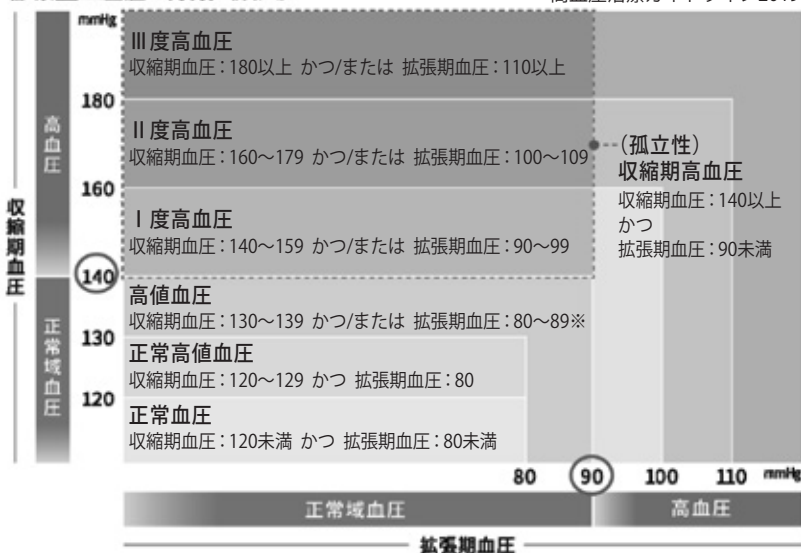 mmHg
Ⅲ度高血圧
収縮期血圧：180以上 かつ/または 拡張期血圧：110以上
180
Ⅱ度高血圧
収縮期血圧：160〜179 かつ/または 拡張期血圧：100〜109
(孤立性)
収縮期高血圧
収縮期血圧：140以上
かつ
拡張期血圧：90未満
160
Ⅰ度高血圧
収縮期血圧：140〜159 かつ/または 拡張期血圧：90〜99
140
高値血圧
収縮期血圧：130〜139 かつ/または 拡張期血圧：80〜89※
130
正常高値血圧
収縮期血圧：120〜129 かつ 拡張期血圧：80
120
正常血圧
収縮期血圧：120未満 かつ 拡張期血圧：80未満
収縮期血圧
高血圧
正常域血圧
80 90 100 110 mmHg
正常域血圧 高血圧
拡張期血圧